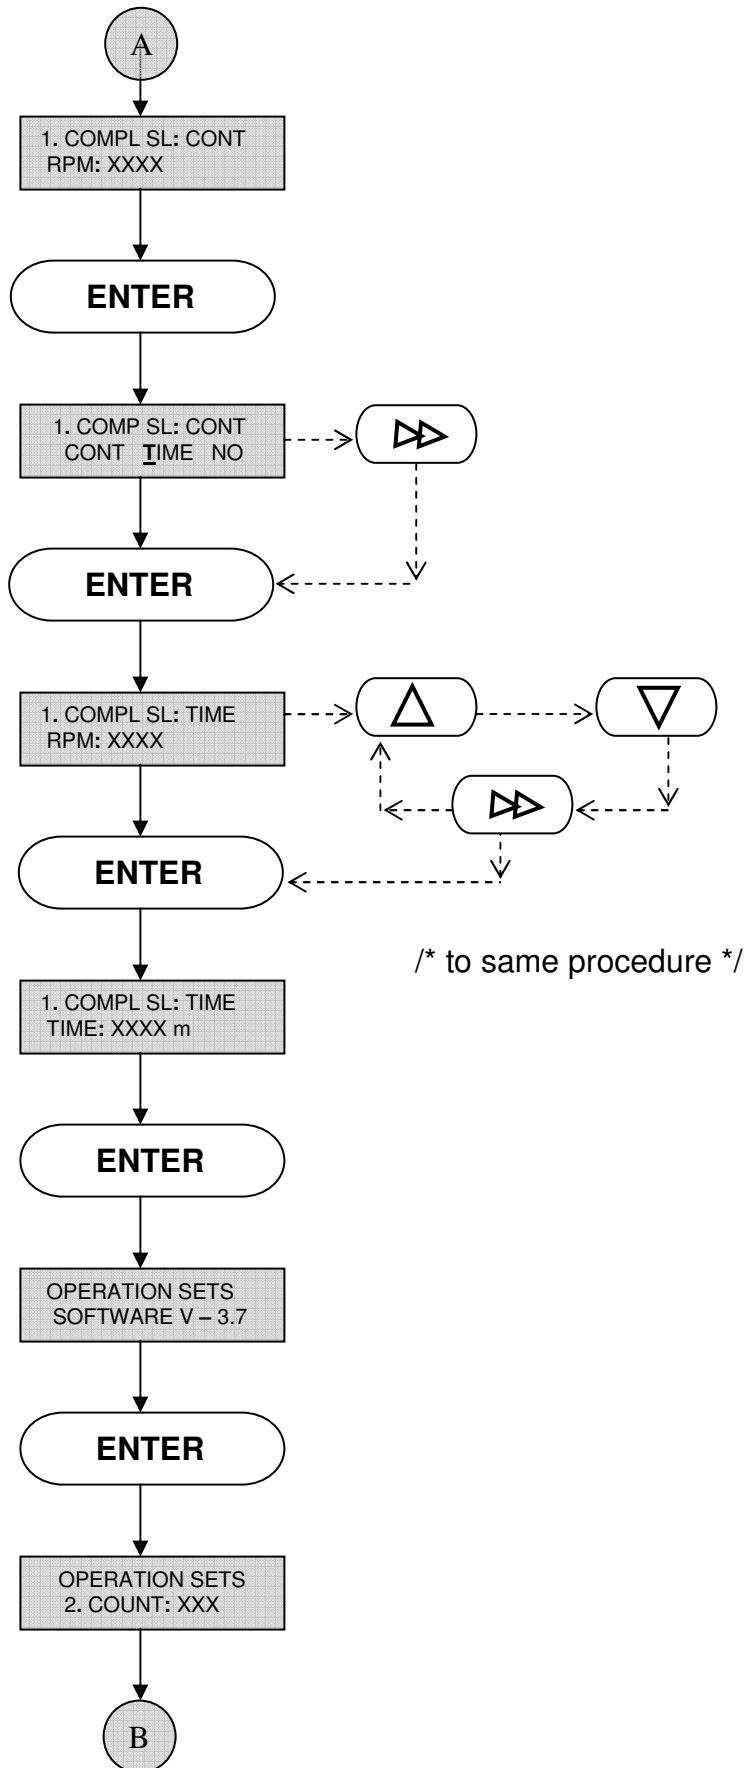 A
1. COMPL SL: CONT
RPM: XXXX
ENTER
1. COMP SL: CONT
CONT TIME NO
ENTER
1. COMPL SL: TIME
RPM: XXXX
ENTER
/* to same procedure */
1. COMPL SL: TIME
TIME: XXXX m
ENTER
OPERATION SETS
SOFTWARE V – 3.7
ENTER
OPERATION SETS
2. COUNT: XXX
B